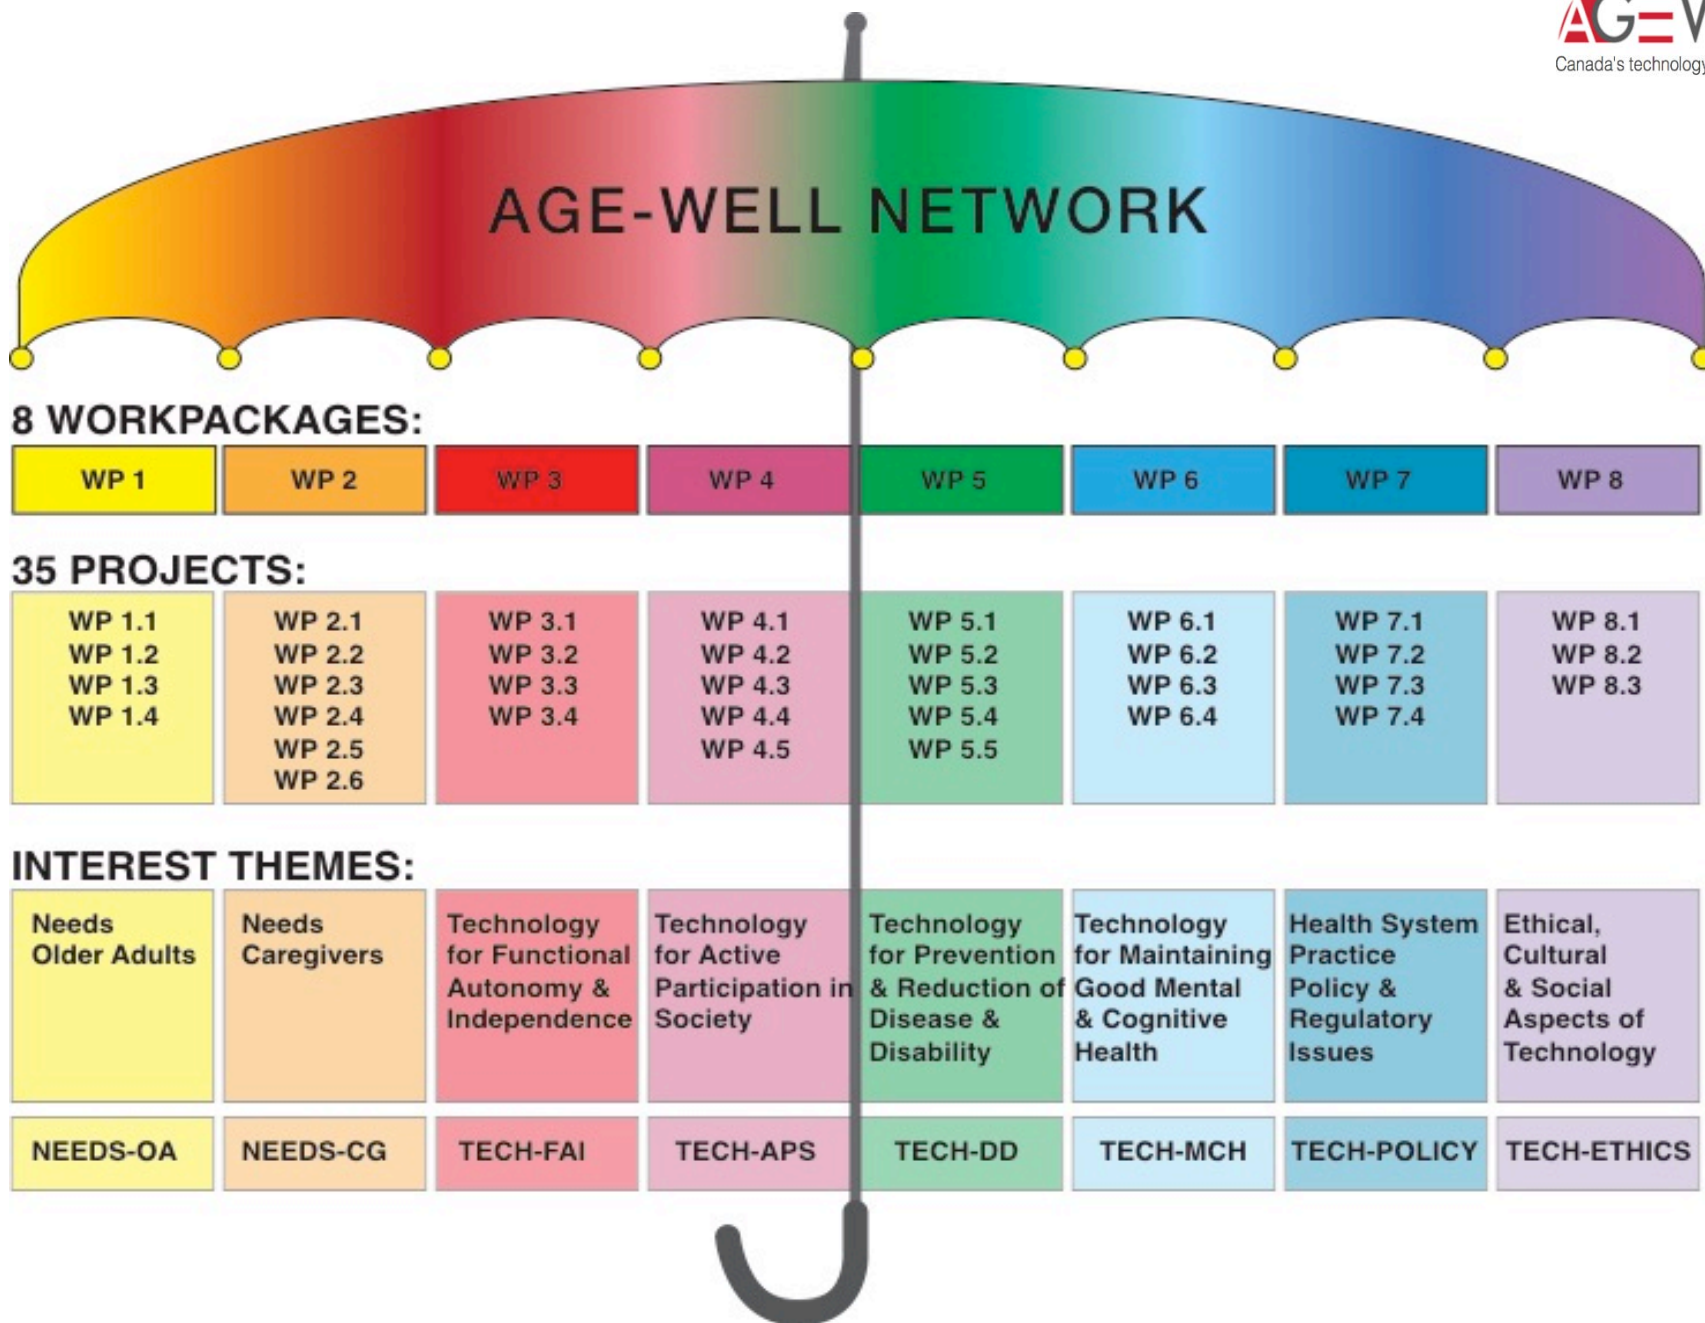 AGE-W
Canada's technology
AGE-WELL NETWORK
8 WORKPACKAGES:
WP 1
WP 2
WP 3
WP 4
WP 5
WP 6
WP 7
WP 8
35 PROJECTS:
WP 1.1
WP 1.2
WP 1.3
WP 1.4
WP 2.1
WP 2.2
WP 2.3
WP 2.4
WP 2.5
WP 2.6
WP 3.1
WP 3.2
WP 3.3
WP 3.4
WP 4.1
WP 4.2
WP 4.3
WP 4.4
WP 4.5
WP 5.1
WP 5.2
WP 5.3
WP 5.4
WP 5.5
WP 6.1
WP 6.2
WP 6.3
WP 6.4
WP 7.1
WP 7.2
WP 7.3
WP 7.4
WP 8.1
WP 8.2
WP 8.3
INTEREST THEMES:
Needs
Older Adults
Needs
Caregivers
Technology
for Functional
Autonomy &
Independence
Technology
for Active
Participation in
Society
Technology
for Prevention
& Reduction of
Disease &
Disability
Technology
for Maintaining
Good Mental
& Cognitive
Health
Health System
Practice
Policy &
Regulatory
Issues
Ethical,
Cultural
& Social
Aspects of
Technology
NEEDS-OA
NEEDS-CG
TECH-FAI
TECH-APS
TECH-DD
TECH-MCH
TECH-POLICY
TECH-ETHICS